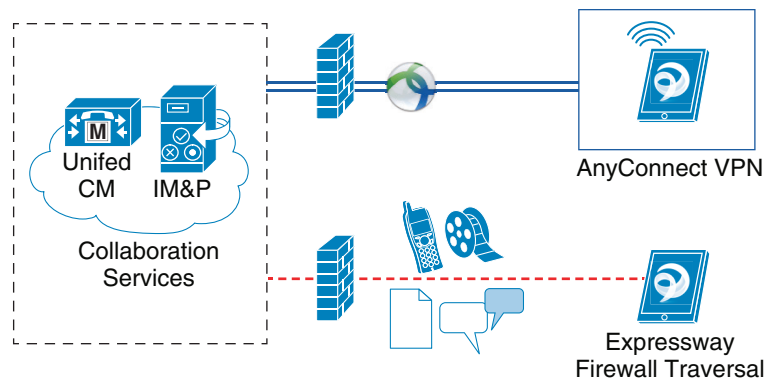 M
Unifed
CM
IM&P
Collaboration
Services
AnyConnect VPN
Expressway
Firewall Traversal